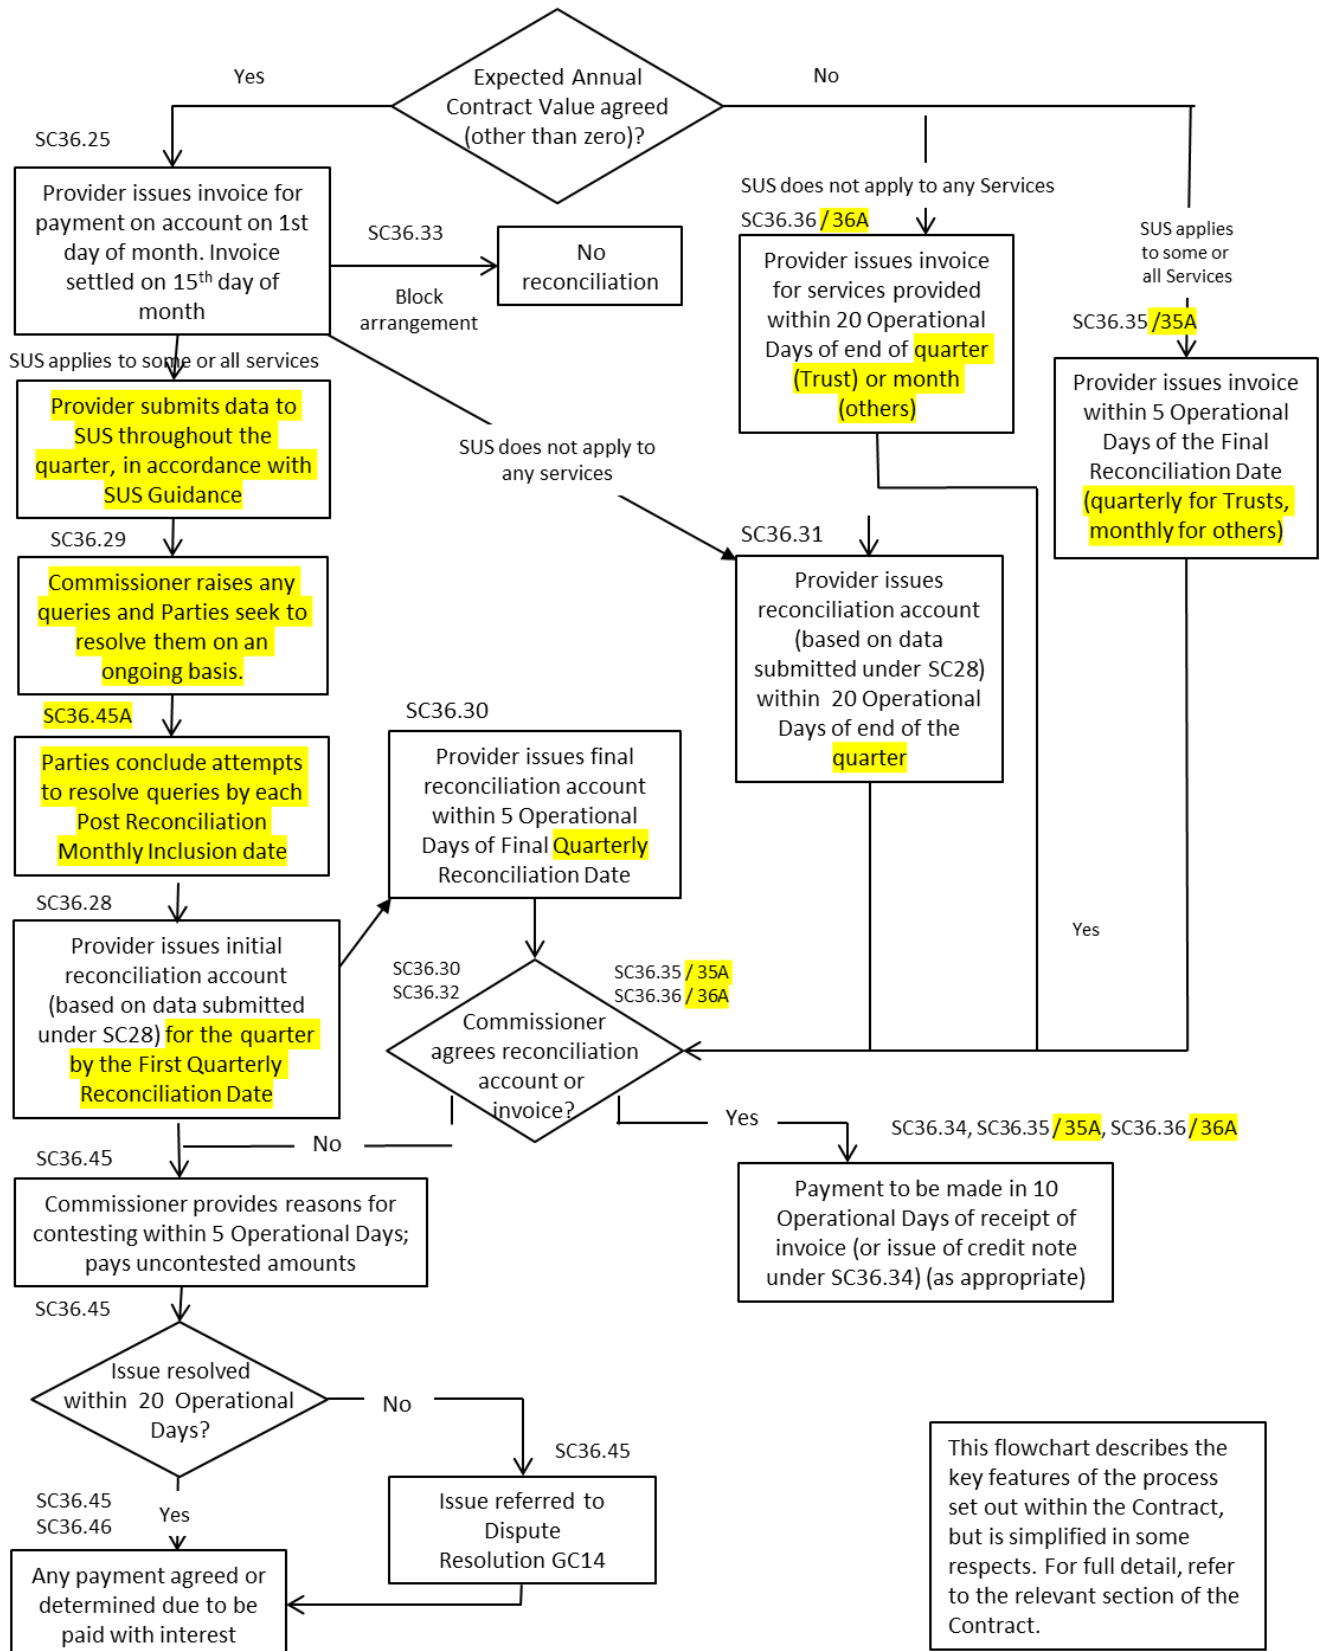 Expected Annual
Contract Value agreed
(other than zero)?
Yes
No
SC36.25
Provider issues invoice for
payment on account on 1st
day of month. Invoice
settled on 15th day of
month
SC36.33
Block
arrangement
No
reconciliation
SUS does not apply to any Services
SC36.36 / 36A
Provider issues invoice
for services provided
within 20 Operational
Days of end of quarter
(Trust) or month
(others)
SUS applies
to some or
all Services
SC36.35 /35A
Provider issues invoice
within 5 Operational
Days of the Final
Reconciliation Date
(quarterly for Trusts,
monthly for others)
SUS applies to some or all services
Provider submits data to
SUS throughout the
quarter, in accordance with
SUS Guidance
SUS does not apply to
any services
SC36.29
Commissioner raises any
queries and Parties seek to
resolve them on an
ongoing basis.
SC36.31
Provider issues
reconciliation account
(based on data
submitted under SC28)
within 20 Operational
Days of end of the
quarter
SC36.45A
Parties conclude attempts
to resolve queries by each
Post Reconciliation
Monthly Inclusion date
SC36.30
Provider issues final
reconciliation account
within 5 Operational
Days of Final Quarterly
Reconciliation Date
SC36.28
Provider issues initial
reconciliation account
(based on data submitted
under SC28) for the quarter
by the First Quarterly
Reconciliation Date
Yes
SC36.30
SC36.32
SC36.35 / 35A
SC36.36 / 36A
Commissioner
agrees reconciliation
account or
invoice?
No
Yes
SC36.34, SC36.35 / 35A, SC36.36 / 36A
Payment to be made in 10
Operational Days of receipt of
invoice (or issue of credit note
under SC36.34) (as appropriate)
SC36.45
Commissioner provides reasons for
contesting within 5 Operational Days;
pays uncontested amounts
SC36.45
Issue resolved
within 20 Operational
Days?
No
SC36.45
Issue referred to
Dispute
Resolution GC14
SC36.45
SC36.46
Yes
Any payment agreed or
determined due to be
paid with interest
This flowchart describes the
key features of the process
set out within the Contract,
but is simplified in some
respects. For full detail, refer
to the relevant section of the
Contract.